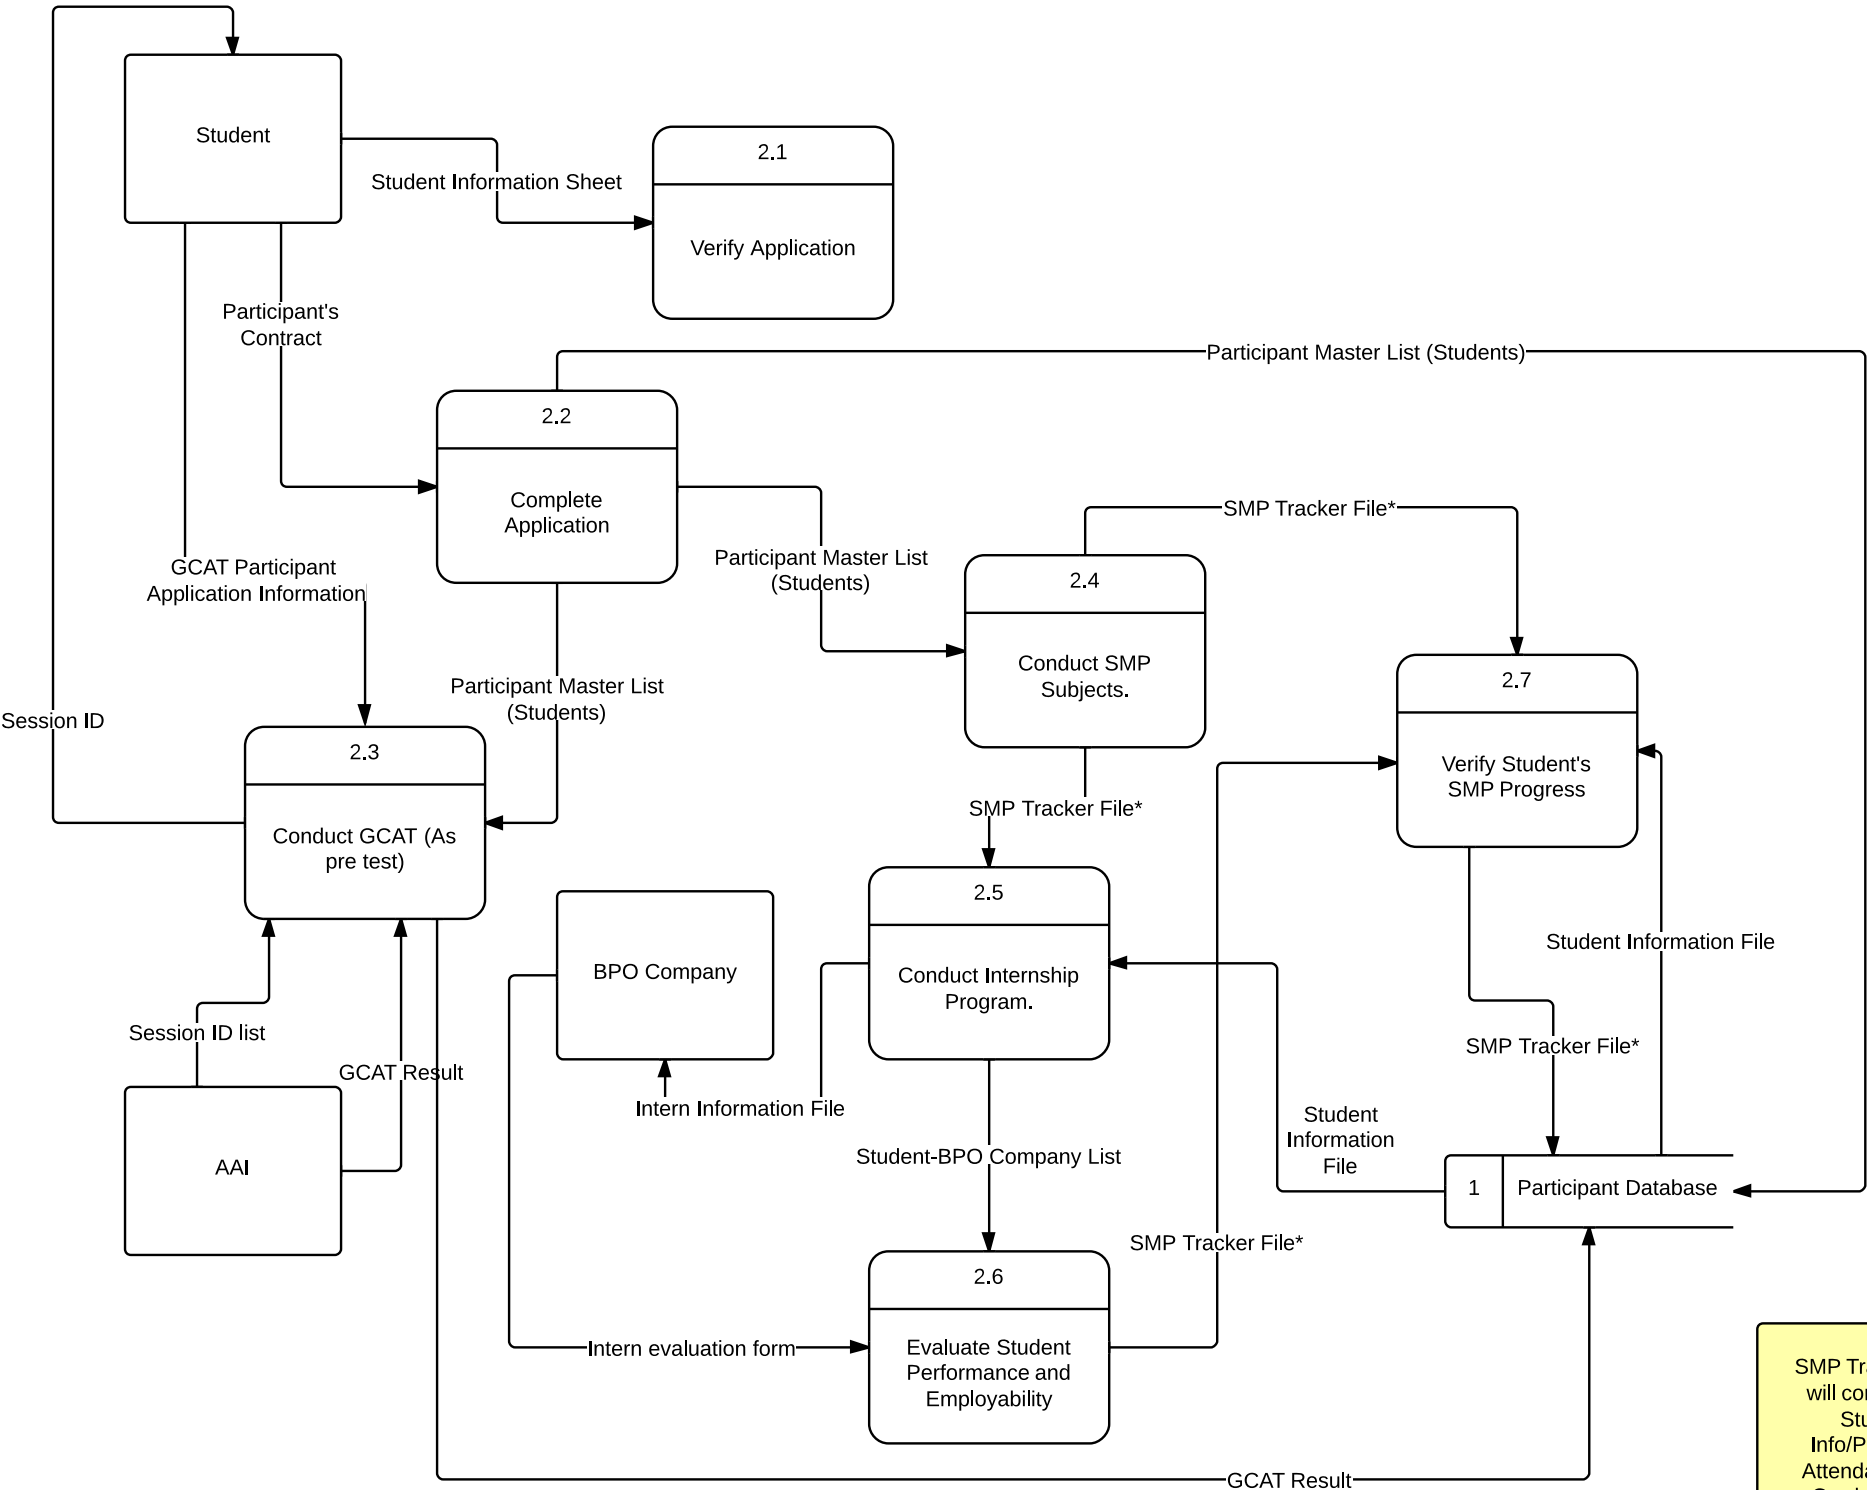 Student
2.1
Student Information Sheet
Verify Application
Participant's
Contract
Participant Master List (Students)
2.2
Complete
Application
SMP Tracker File*
Participant Master List
(Students)
GCAT Participant
Application Information
2.4
Conduct SMP
Subjects.
Participant Master List
(Students)
2.7
Verify Student's
SMP Progress
Session ID
2.3
Conduct GCAT (As
pre test)
SMP Tracker File*
2.5
Conduct Internship
Program.
BPO Company
Student Information File
Session ID list
GCAT Result
SMP Tracker File*
Intern Information File
Student
Information
File
Student-BPO Company List
AAI
1
Participant Database
SMP Tracker File*
2.6
Evaluate Student
Performance and
Employability
Intern evaluation form
GCAT Result
SMP
will